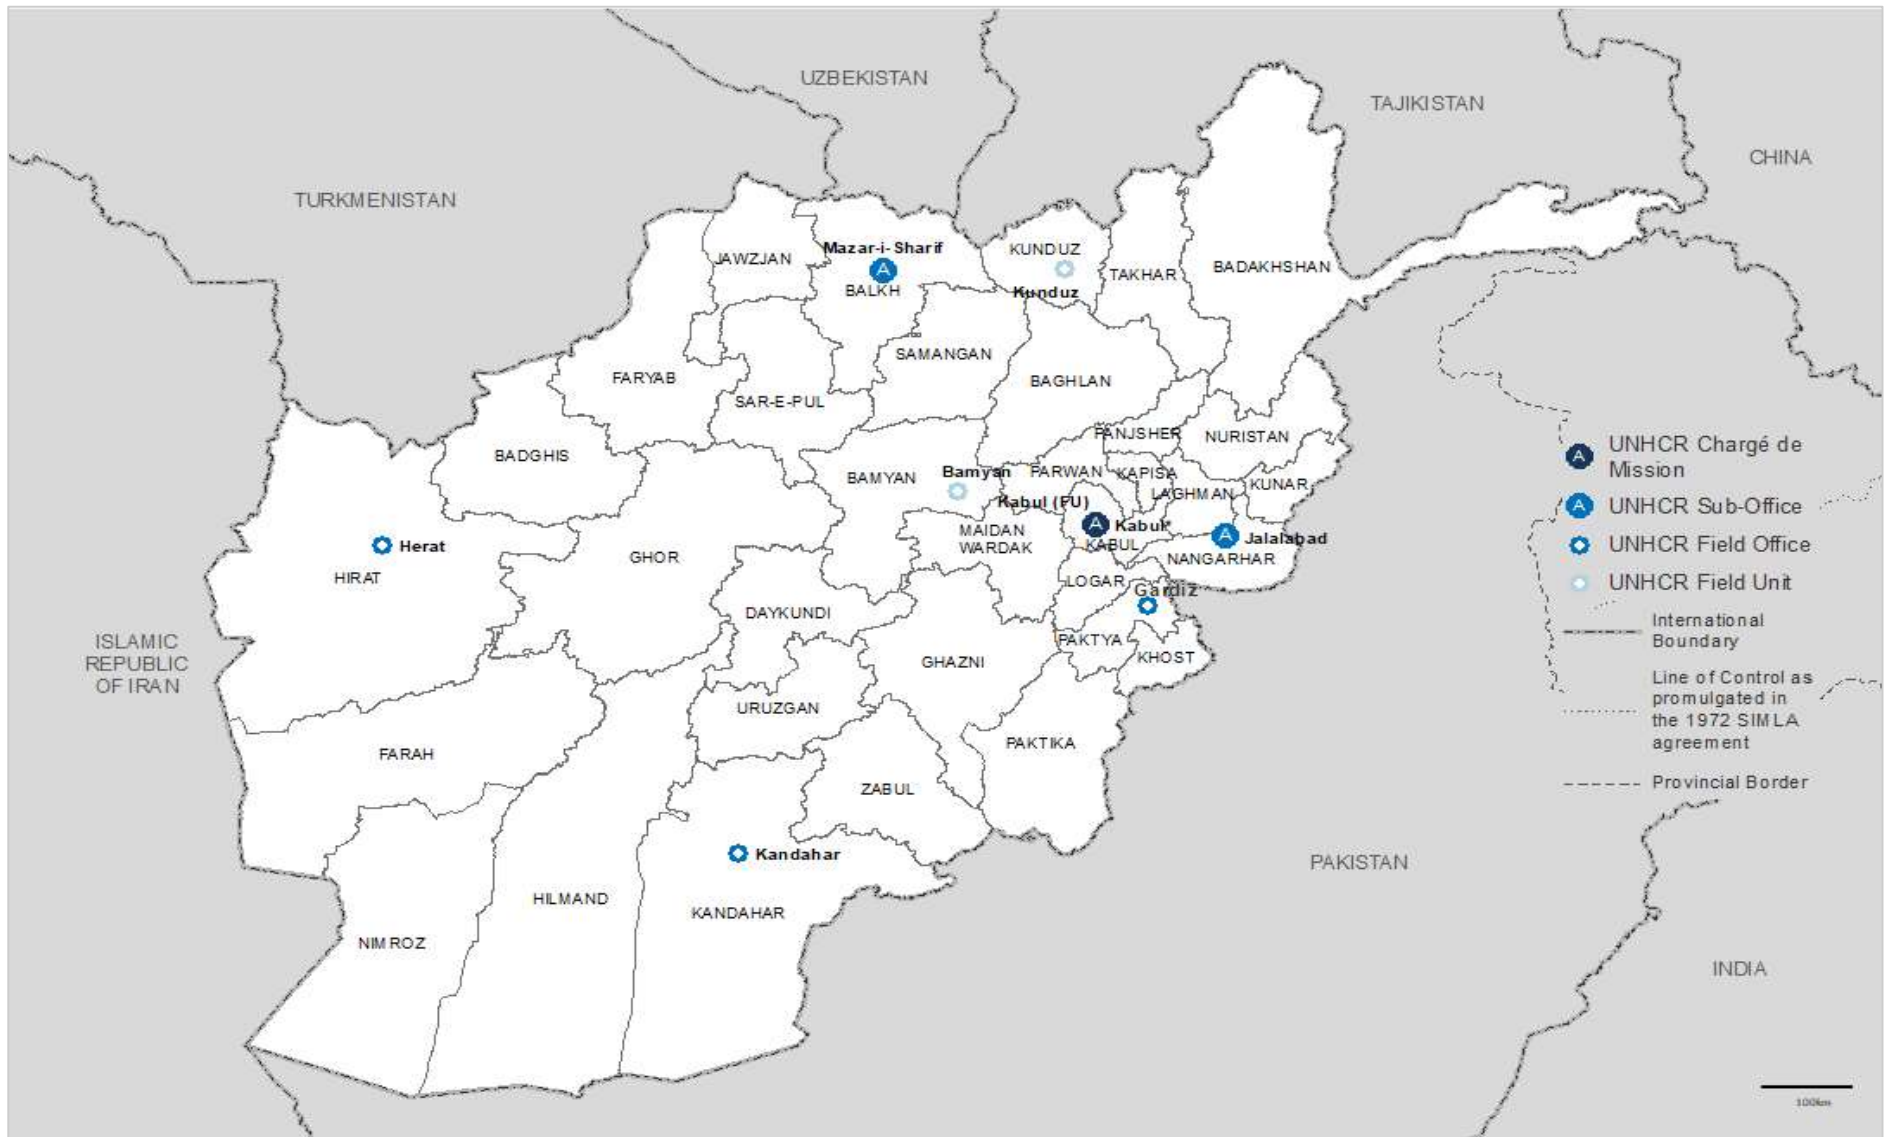 UZBEKISTAN
TAJIKISTAN
CHINA
TURKMENISTAN
Mazar-i-Sharif
KUNDUZ
JAWZJAN
TAKHAR
BADAKHSHAN
BALKH
Kunduz
SAMANGAN
FARYAB
BAGHLAN
SAR-E-PUL
PANJSHER
NURISTAN
BADGHIS
BAMYAN
Bamyan
PARWAN
KAPISA
LAGHMAN
KUNAR
Kabul (FU)
Kabul*
KABUL
MAIDAN
WARDAK
Jalalabad
NANGARHAR
Herat
HIRAT
GHOR
LOGAR
Gardiz
DAYKUNDI
PAKTYA
KHOST
GHAZNI
ISLAMIC
REPUBLIC
OF IRAN
URUZGAN
PAKTIKA
FARAH
ZABUL
Kandahar
KANDAHAR
HILMAND
NIMROZ
PAKISTAN
INDIA
A UNHCR Chargé de
Mission
A UNHCR Sub-Office
UNHCR Field Office
UNHCR Field Unit
International
Boundary
Line of Control as
promulgated in
the 1972 SIMLA
agreement
Provincial Border
100km